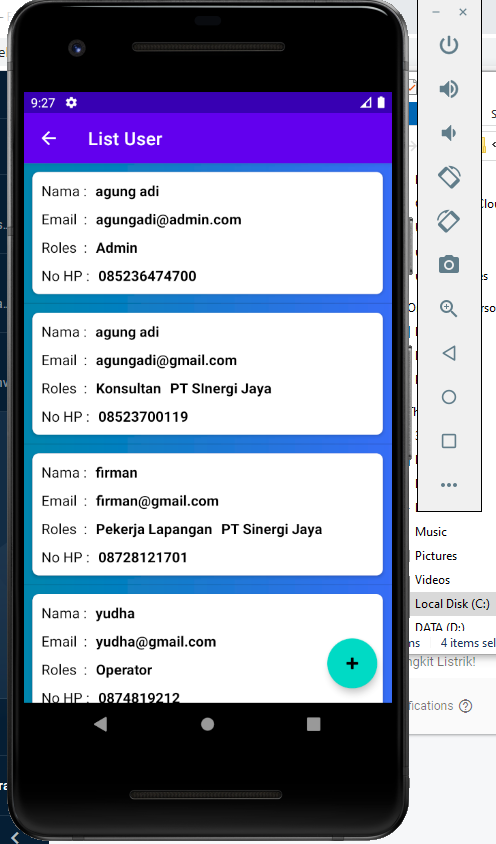 9:27
List User
Nama : agung adi
Email : agungadi@admin.com
Roles : Admin
No HP : 085236474700
Nama : agung adi
Email : agungadi@gmail.com
Roles : Konsultan PT SInergi Jaya
No HP : 08523700119
Nama : firman
Email : firman@gmail.com
Roles : Pekerja Lapangan PT Sinergi Jaya
No HP : 08728121701
Nama : yudha
Email : yudha@gmail.com
Roles : Operator
No HP : 0874819212
Music
Pictures
Videos
Local Disk (C:)
DATA (D:)
4 items sel
ngkit Listrik!
fications